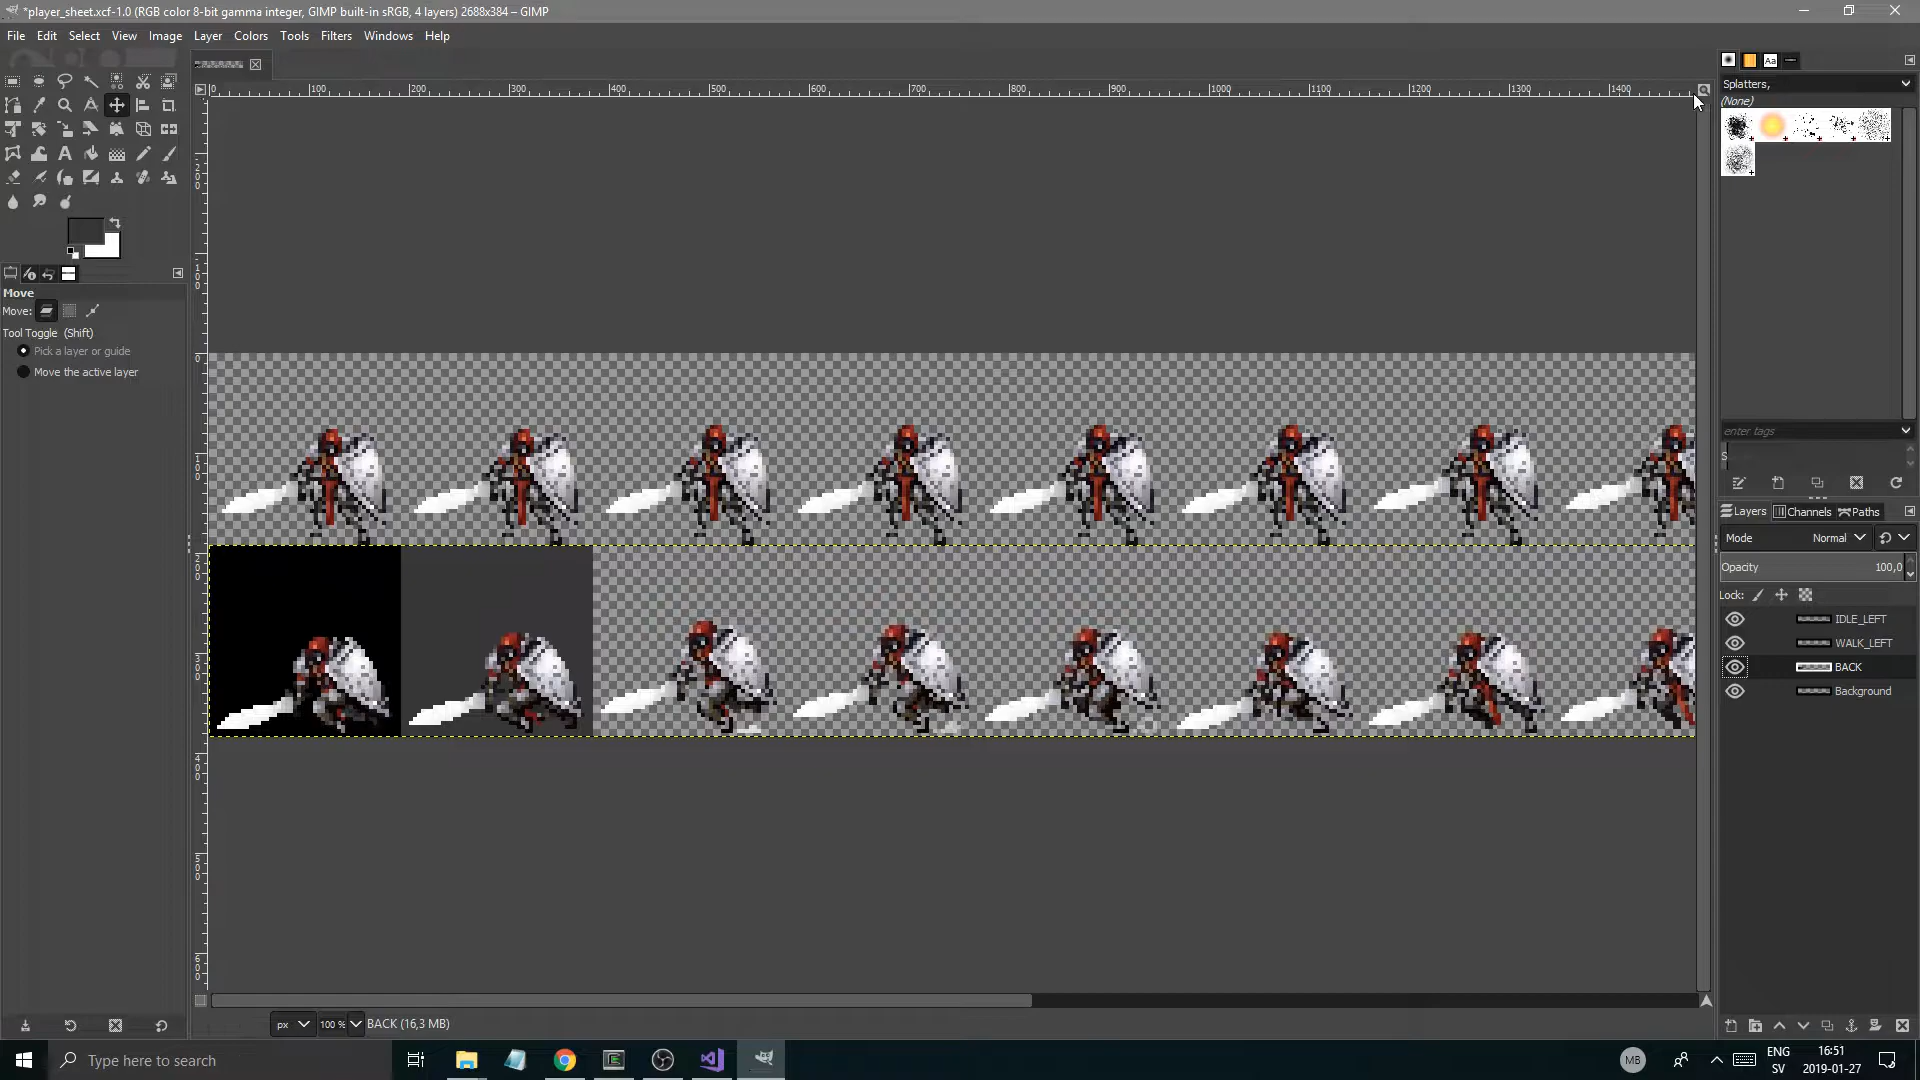 *player_sheet.xcf-1.0 (RGB color 8-bit gamma integer, GIMP built-in sRGB, 4 layers) 2688x384 – GIMP
File Edit Select View Image Layer Colors Tools Filters Windows Help
0 100 200 300 400 500 600 700 800 900 1000 1100 1200 1300 1400
Splatters,
(None)
Move
Move:
Tool Toggle (Shift)
Pick a layer or guide
Move the active layer
enter tags
S
Layers Channels Paths
Mode Normal
Opacity 100,0
Lock:
IDLE_LEFT
WALK_LEFT
BACK
Background
px 100 % BACK (16,3 MB)
Type here to search
MB
ENG
SV
16:51
2019-01-27